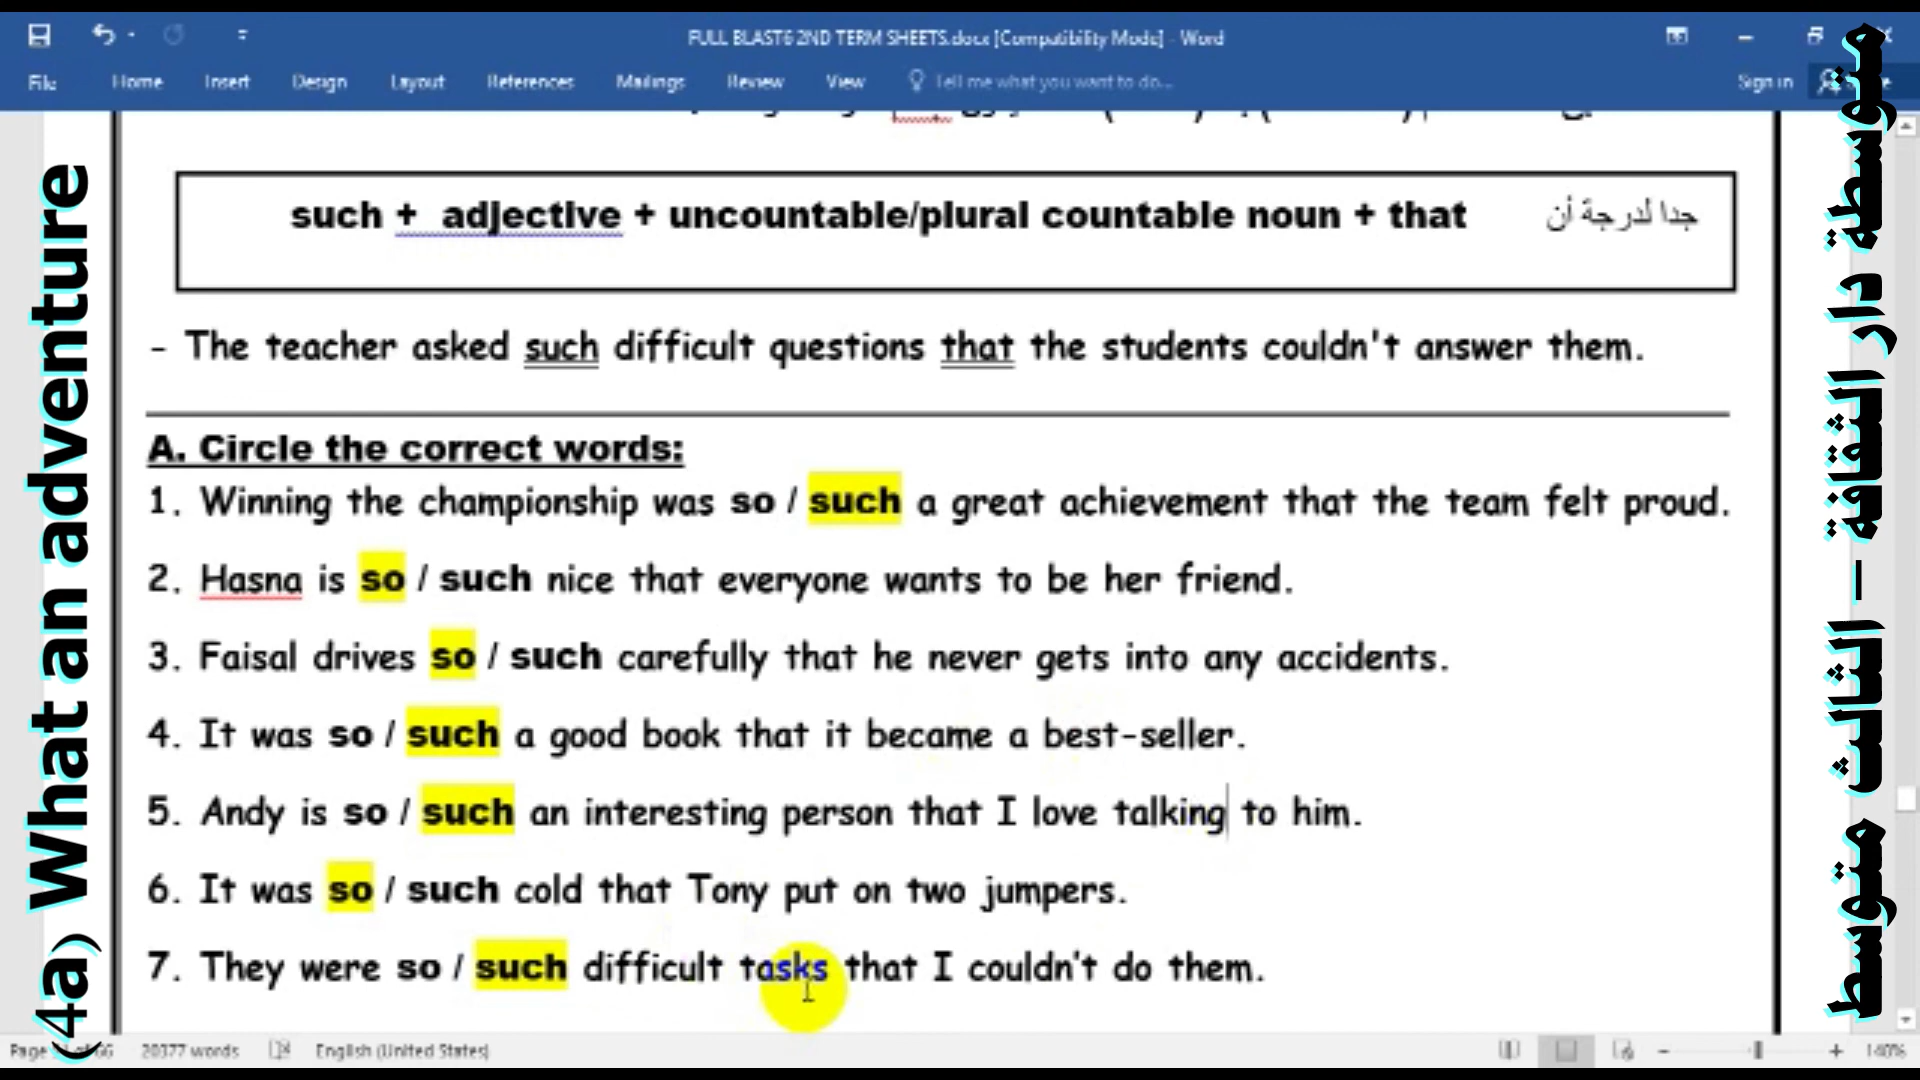 FULL BLAST6 2ND TERM SHEETS.docx [Compatibility Mode] - Word
File Home Insert Design Layout References Mailings Review View Tell me what you want to do... Sign in
such + adjective + uncountable/plural countable noun + that جدا لدرجة أن
- The teacher asked such difficult questions that the students couldn't answer them.
A. Circle the correct words:
1. Winning the championship was so / such a great achievement that the team felt proud.
2. Hasna is so / such nice that everyone wants to be her friend.
3. Faisal drives so / such carefully that he never gets into any accidents.
4. It was so / such a good book that it became a best-seller.
5. Andy is so / such an interesting person that I love talking to him.
6. It was so / such cold that Tony put on two jumpers.
7. They were so / such difficult tasks that I couldn't do them.
Page 20377 words English (United States) 140%
(4a) What an adventure
متوسطة دار الثقافة – الثالث متوسط